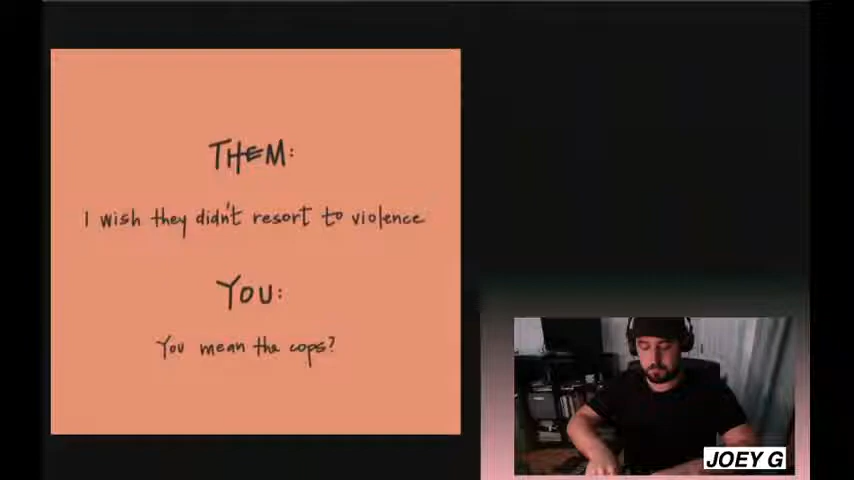 THEM:
I wish they didn't resort to violence
YOU:
You mean the cops?
JOEY G